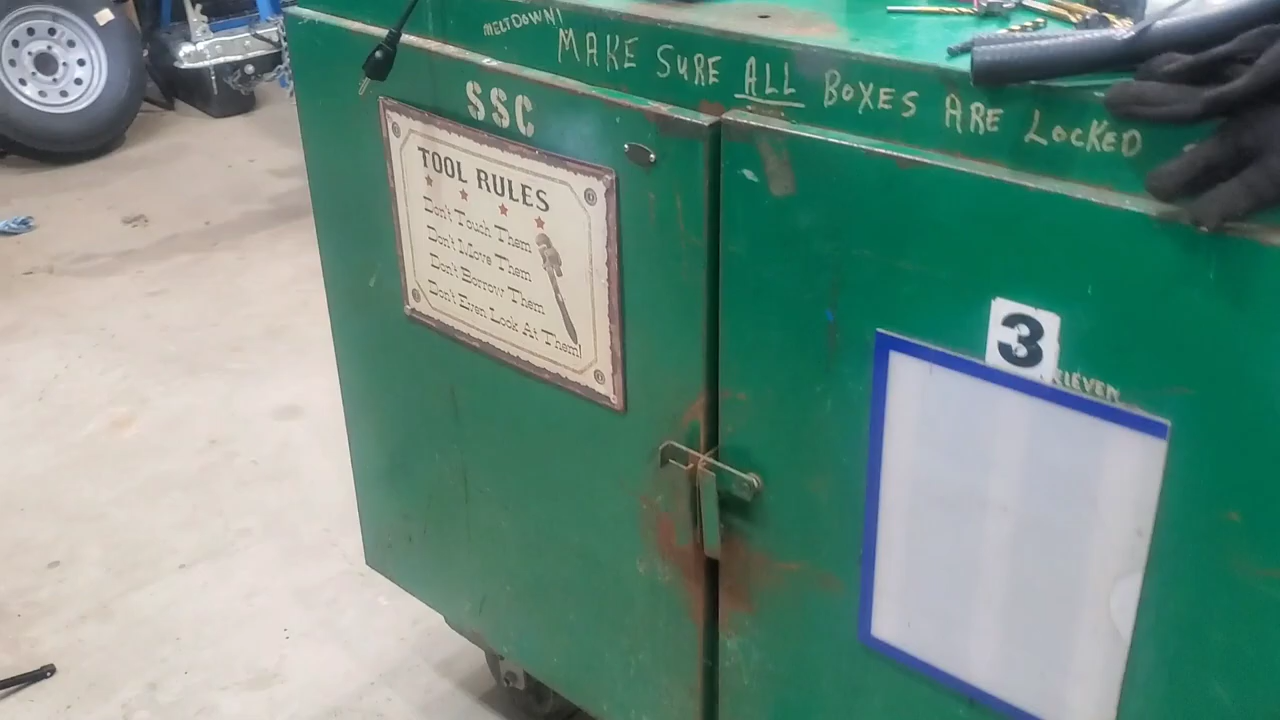 MELTDOWN!
MAKE SURE ALL BOXES ARE LOCKED
SSC
TOOL RULES
Don't Touch Them
Don't Move Them
Don't Borrow Them
Don't Even Look At Them!
3